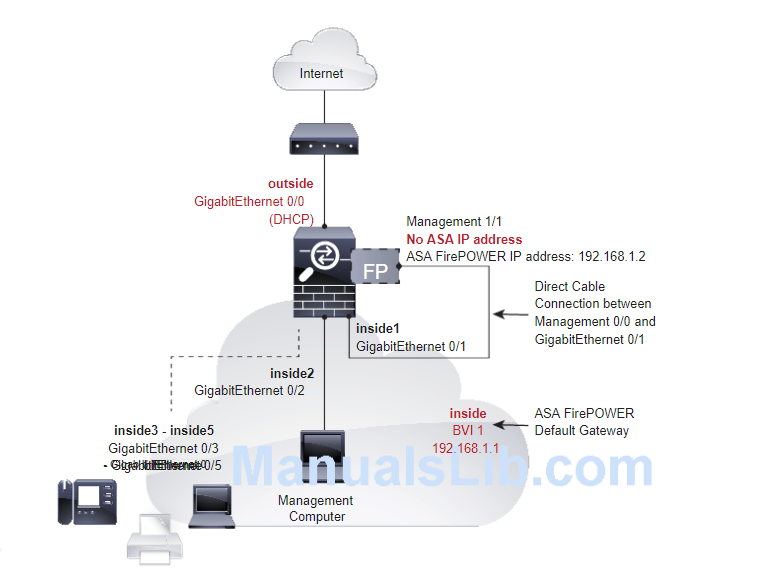 Internet
outside
GigabitEthernet 0/0
(DHCP)
Management 1/1
No ASA IP address
ASA FirePOWER IP address: 192.168.1.2
FP
Direct Cable
Connection between
Management 0/0 and
GigabitEthernet 0/1
inside1
GigabitEthernet 0/1
inside2
GigabitEthernet 0/2
inside3 - inside5
GigabitEthernet 0/3
- GigabitEthernet 0/5
inside
BVI 1
192.168.1.1
ASA FirePOWER
Default Gateway
ManualsLib.com
Management
Computer